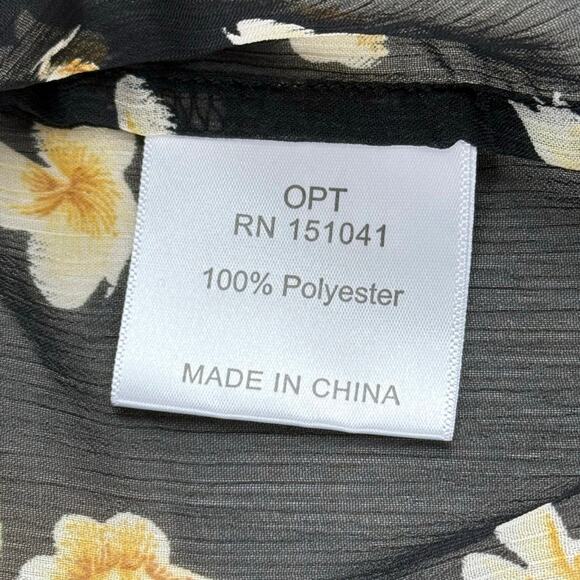 OPT
RN 151041
100% Polyester
MADE IN CHINA